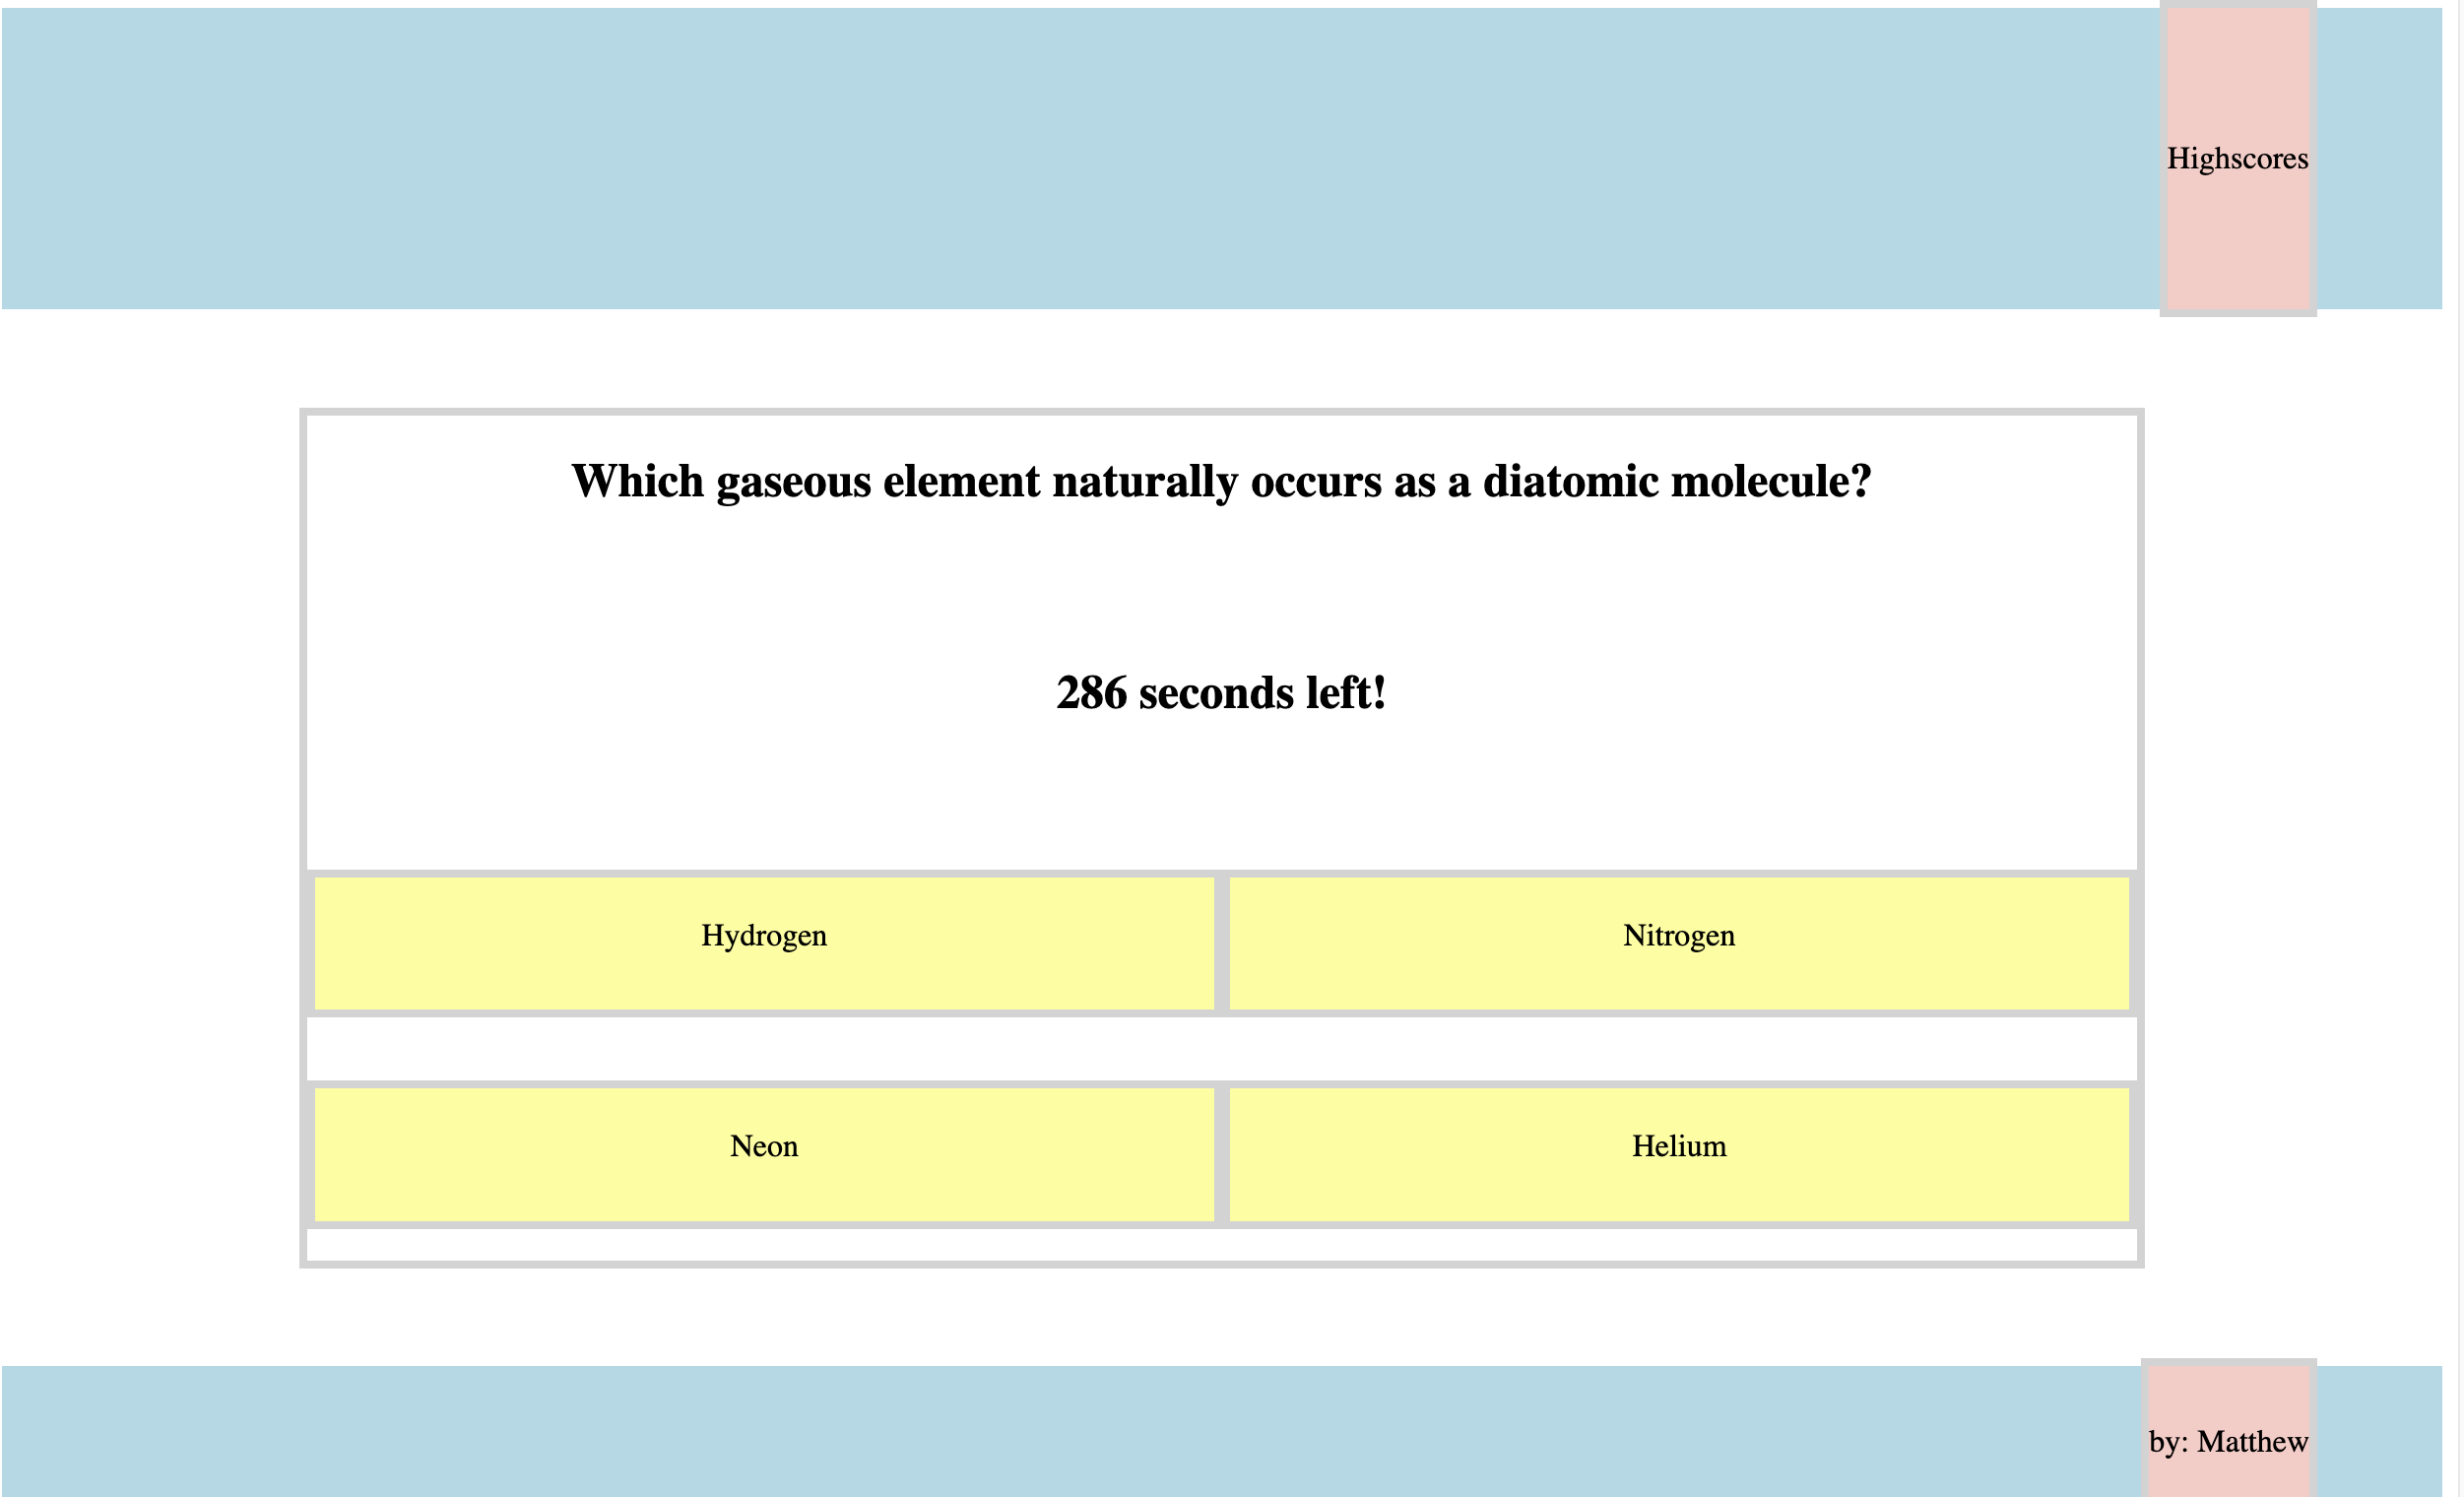 Highscores
Which gaseous element naturally occurs as a diatomic molecule?
286 seconds left!
Hydrogen
Nitrogen
Neon
Helium
by: Matthew